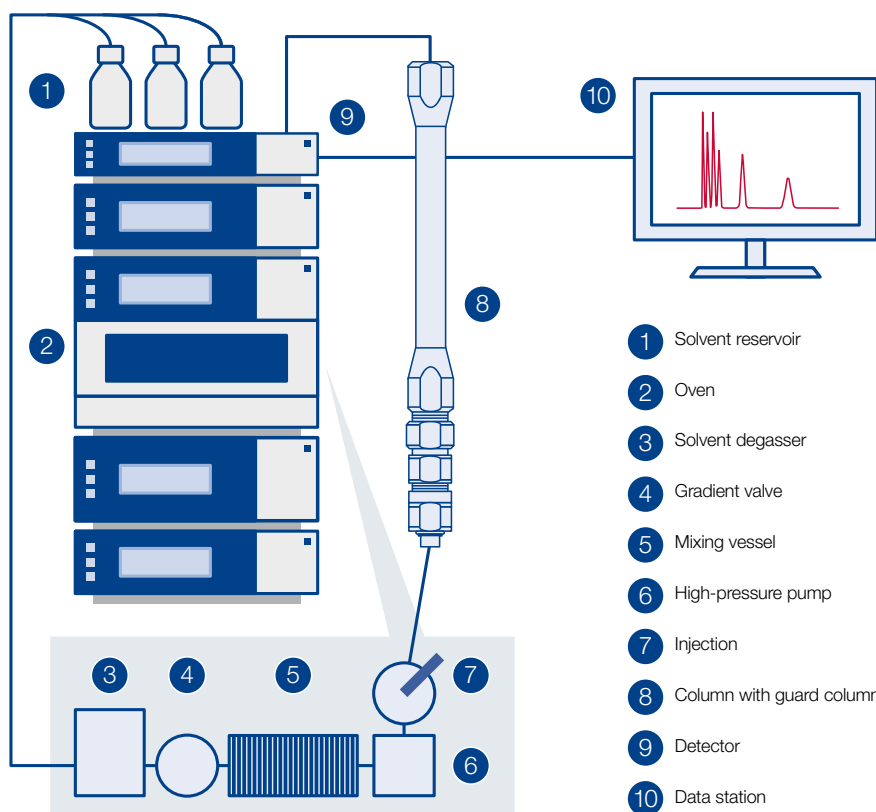 1
10
9
8
2
3
4
5
7
6
1 Solvent reservoir
2 Oven
3 Solvent degasser
4 Gradient valve
5 Mixing vessel
6 High-pressure pump
7 Injection
8 Column with guard column
9 Detector
10 Data station